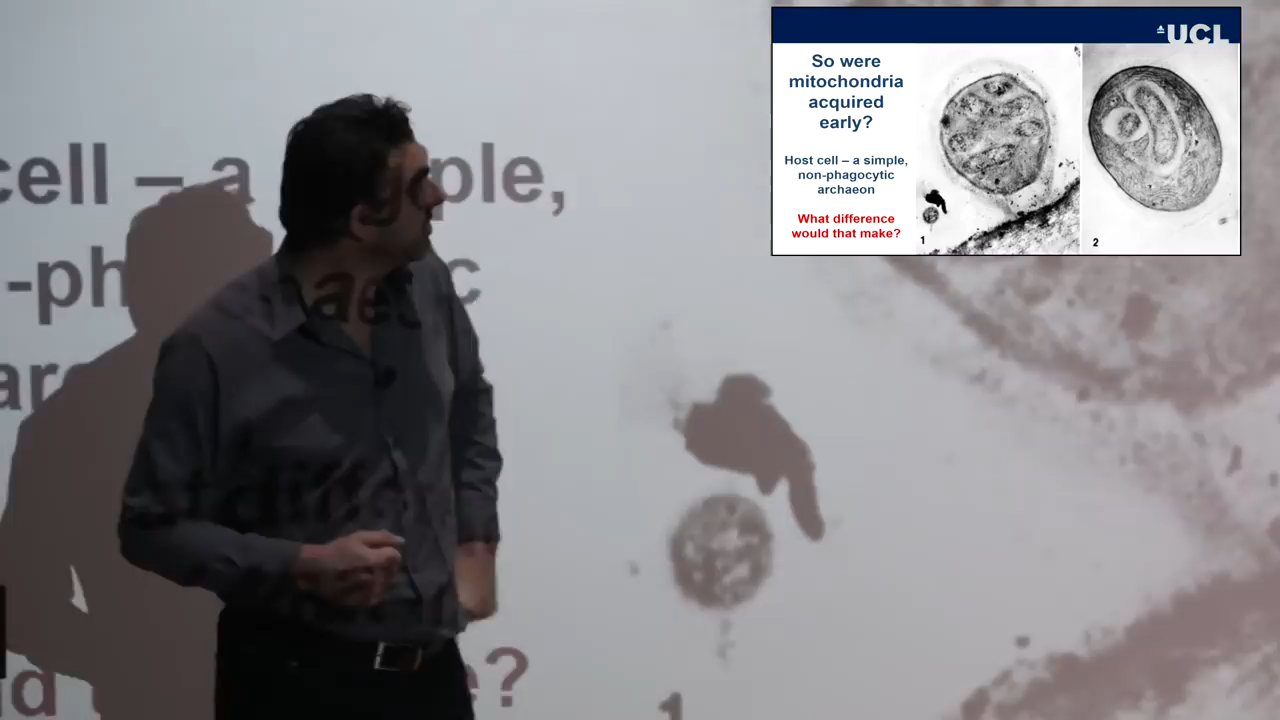 UCL
So were
mitochondria
acquired
early?
Host cell – a simple,
non-phagocytic
archaeon
What difference
would that make?
1
2
cell – a ple,
-ph c
1
?